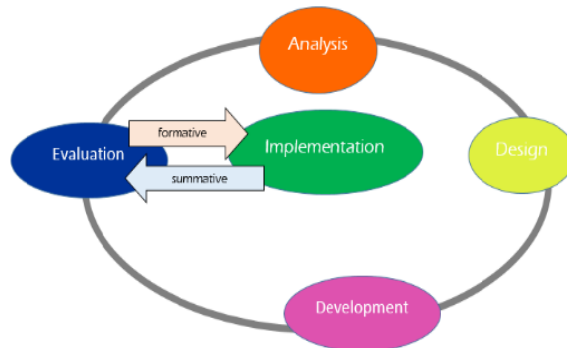 Analysis
formative
Evaluation
Implementation
Design
summative
Development